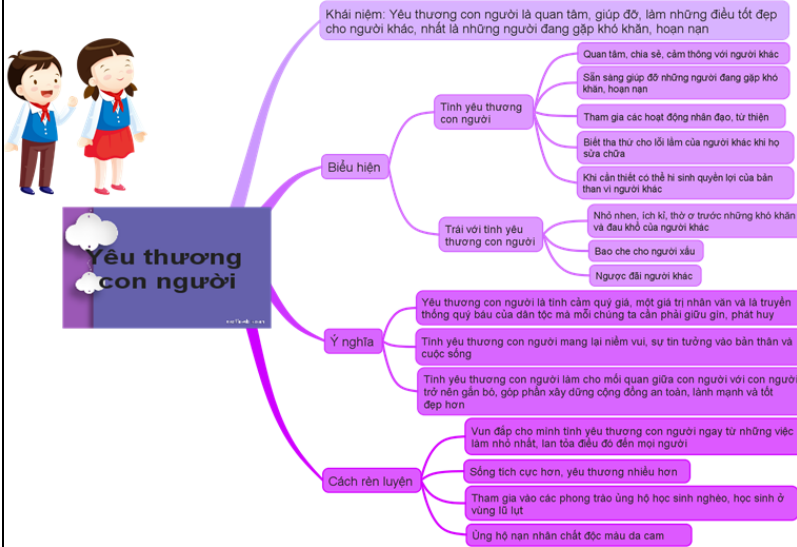 Khái niệm: Yêu thương con người là quan tâm, giúp đỡ, làm những điều tốt đẹp
cho người khác, nhất là những người đang gặp khó khăn, hoạn nạn
Yêu thương
con người
Biểu hiện
Tình yêu thương
con người
Quan tâm, chia sẻ, cảm thông với người khác
Sẵn sàng giúp đỡ những người đang gặp khó
khăn, hoạn nạn
Tham gia các hoạt động nhân đạo, từ thiện
Biết tha thứ cho lỗi lầm của người khác khi họ
sửa chữa
Khi cần thiết có thể hi sinh quyền lợi của bản
than vì người khác
Trái với tình yêu
thương con người
Nhỏ nhen, ích kỉ, thờ ơ trước những khó khăn
và đau khổ của người khác
Bao che cho người xấu
Ngược đãi người khác
Ý nghĩa
Yêu thương con người là tình cảm quý giá, một giá trị nhân văn và là truyền
thống quý báu của dân tộc mà mỗi chúng ta cần phải giữu gìn, phát huy
Tình yêu thương con người mang lại niềm vui, sự tin tưởng vào bản thân và
cuộc sống
Tình yêu thương con người làm cho mối quan giữa con người với con người
trở nên gắn bó, góp phần xây dững cộng đồng an toàn, lành mạnh và tốt
đẹp hơn
Cách rèn luyện
Vun đắp cho mình tình yêu thương con người ngay từ những việc
làm nhỏ nhất, lan tỏa điều đó đến mọi người
Sống tích cực hơn, yêu thương nhiều hơn
Tham gia vào các phong trào ủng hộ học sinh nghèo, học sinh ở
vùng lũ lụt
Ủng hộ nạn nhân chất độc màu da cam